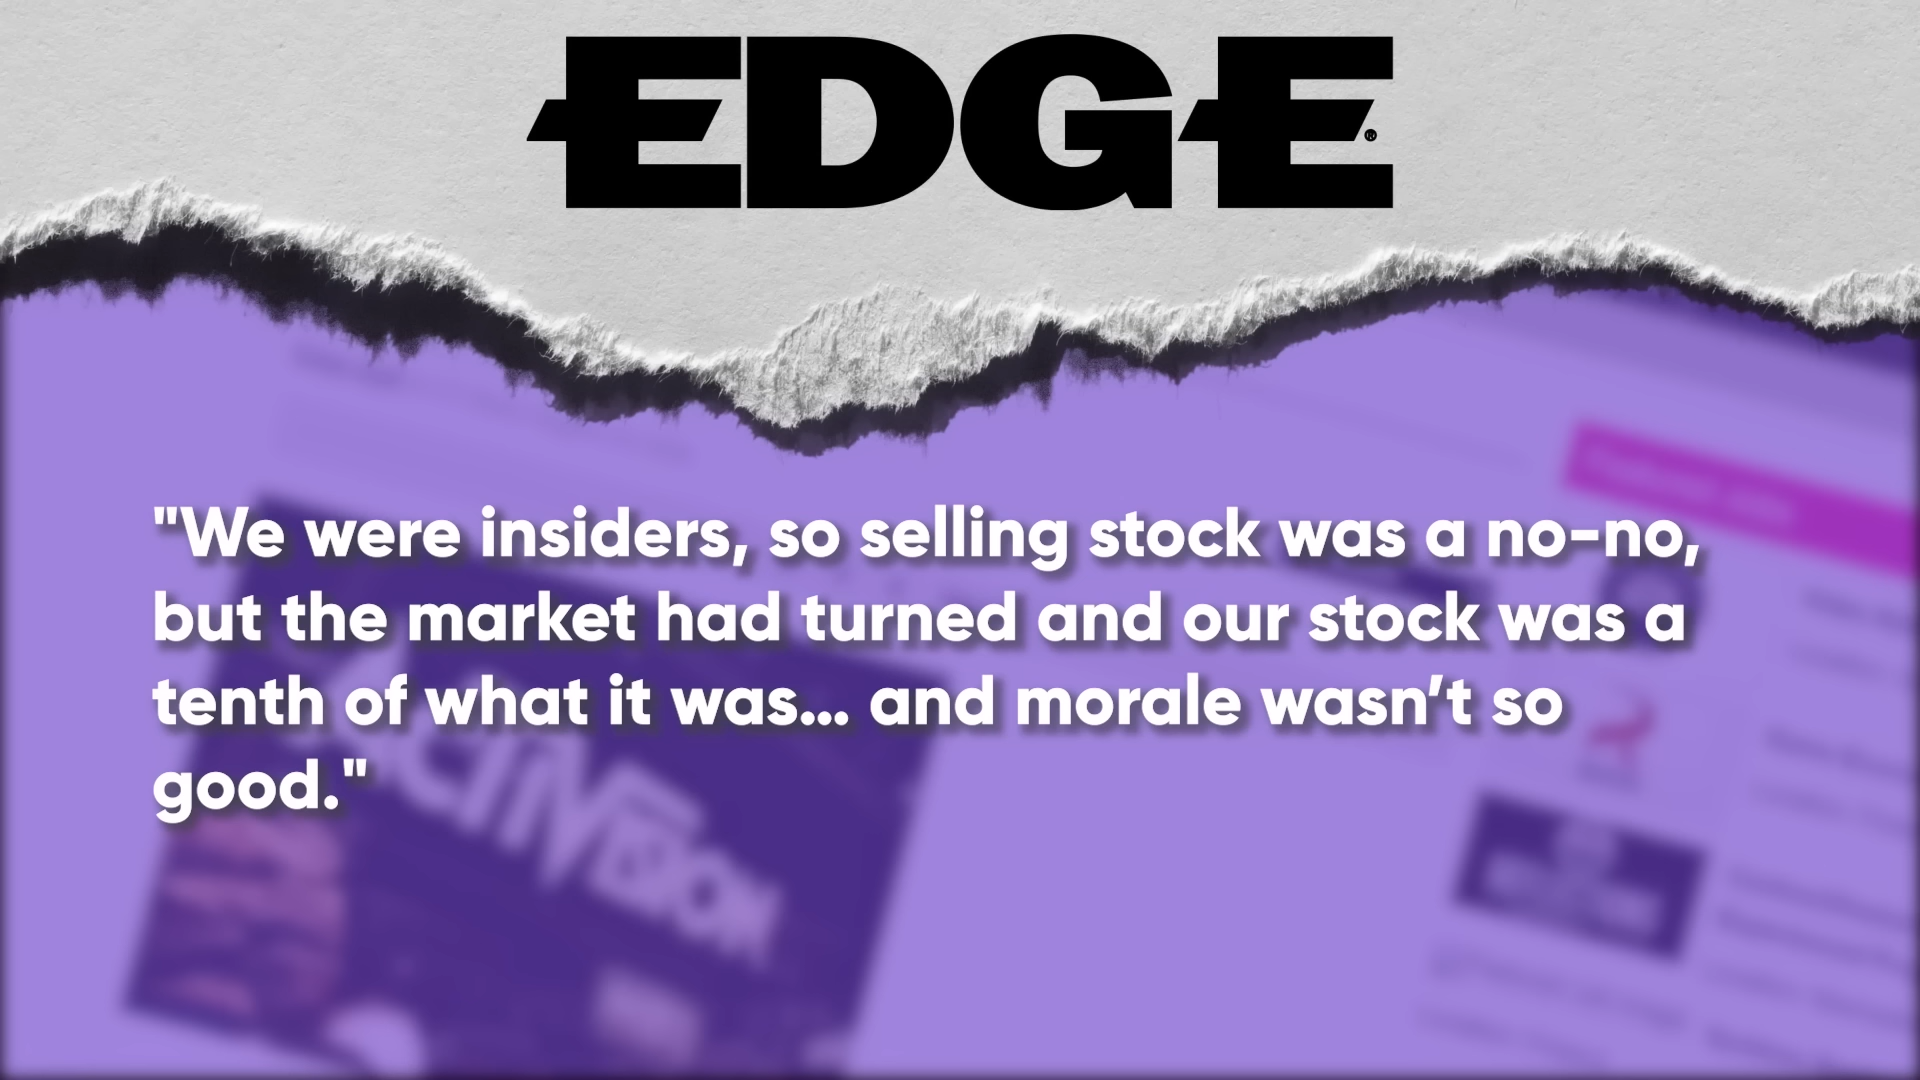 EDGE
"We were insiders, so selling stock was a no-no,
but the market had turned and our stock was a
tenth of what it was... and morale wasn’t so
good."
ACTIVISION